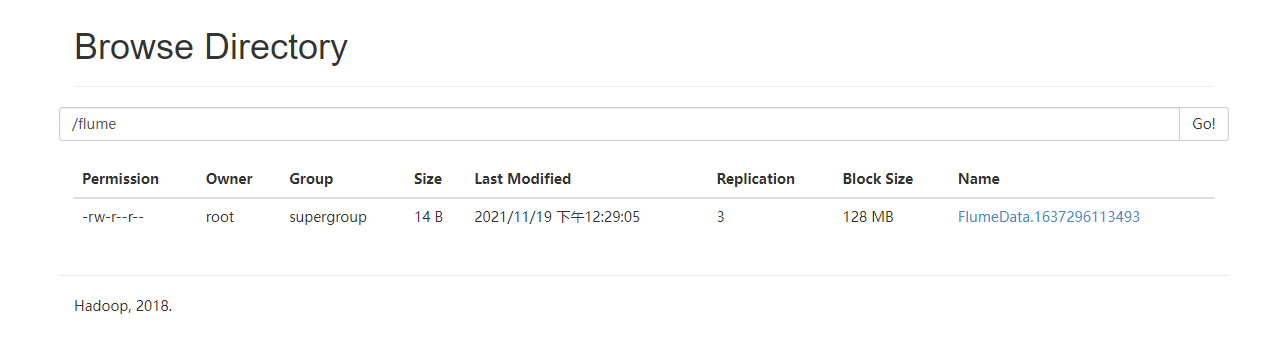 Browse Directory
/flume Go!
Permission Owner Group Size Last Modified Replication Block Size Name
-rw-r--r-- root supergroup 14 B 2021/11/19 下午12:29:05 3 128 MB FlumeData.1637296113493
Hadoop, 2018.